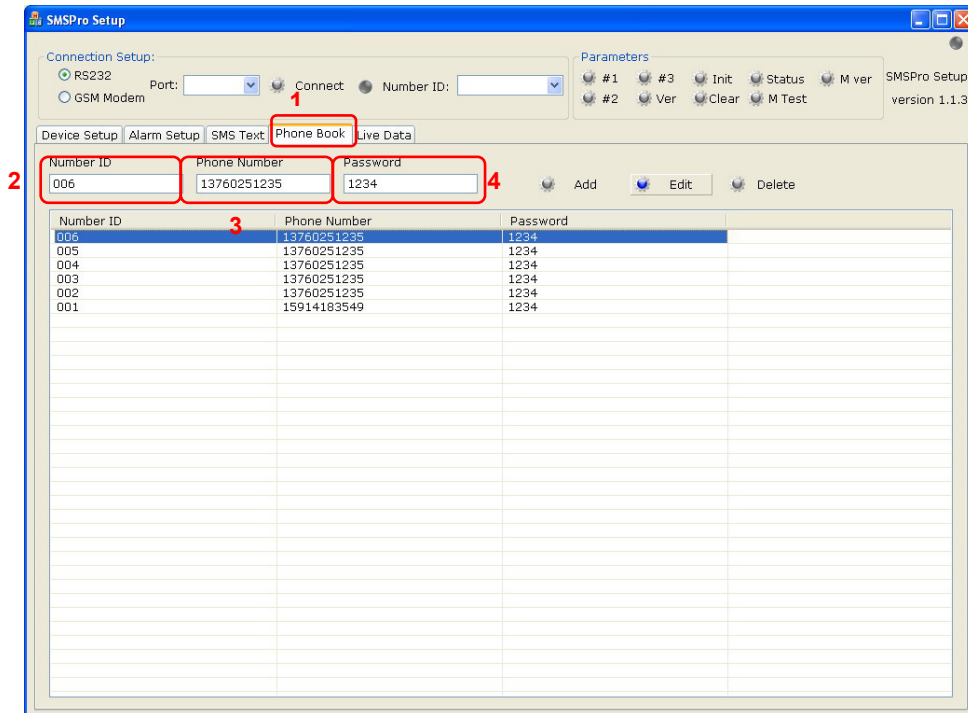 SMSPro Setup
Connection Setup:
RS232
GSM Modem
Port:
Connect
Number ID:
Parameters
#1 #3 Init Status M ver
#2 Ver Clear M Test
SMSPro Setup
version 1.1.3
1
Device Setup Alarm Setup SMS Text Phone Book Live Data
Number ID Phone Number Password
2 006 13760251235 1234 4 Add Edit Delete
3
Number ID Phone Number Password
006 13760251235 1234
005 13760251235 1234
004 13760251235 1234
003 13760251235 1234
002 13760251235 1234
001 15914183549 1234